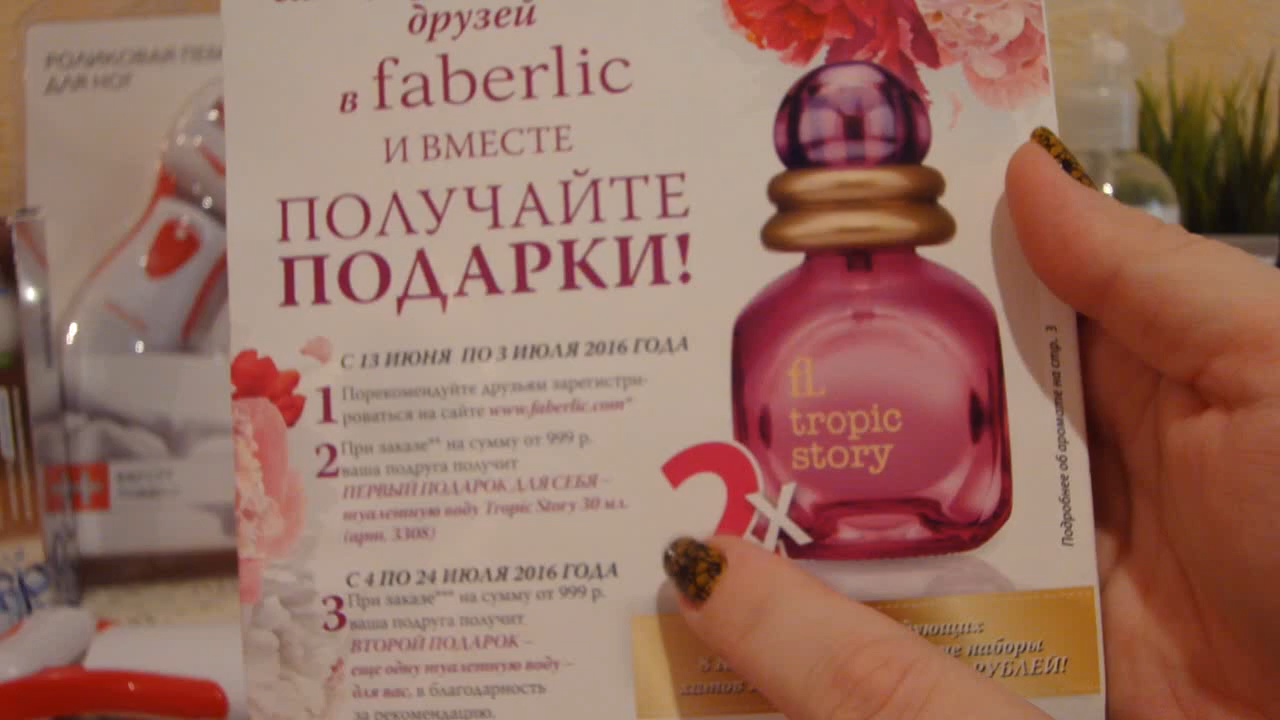 друзей
в faberlic
И ВМЕСТЕ
ПОЛУЧАЙТЕ
ПОДАРКИ!
С 13 ИЮНЯ ПО 3 ИЮЛЯ 2016 ГОДА
1 Порекомендуйте друзьям зарегистри-
роваться на сайте www.faberlic.com*
2 При заказе** на сумму от 999 р.
ваша подруга получит
ПЕРВЫЙ ПОДАРОК ДЛЯ СЕБЯ –
туалетную воду Tropic Story 30 мл.
(арт. 3308)
С 4 ПО 24 ИЮЛЯ 2016 ГОДА
3 При заказе*** на сумму от 999 р.
ваша подруга получит
ВТОРОЙ ПОДАРОК –
еще одну туалетную воду –
для вас, в благодарность
за рекомендацию.
fl
tropic
story
2x
Подробнее об аромате на стр. 3
наборы
РУБЛЕЙ!
РОЛИКОВАЯ
ДЛЯ НОГ